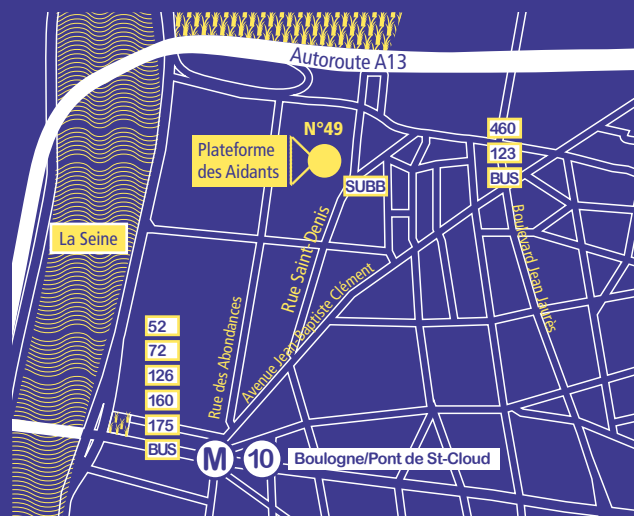 Autoroute A13
N°49
Plateforme
des Aidants
460
123
BUS
SUBB
La Seine
Rue Saint-Denis
Boulevard Jean Jaurès
Avenue Jean-Baptiste Clément
Rue des Abondances
52
72
126
160
175
BUS
M
10
Boulogne/Pont de St-Cloud